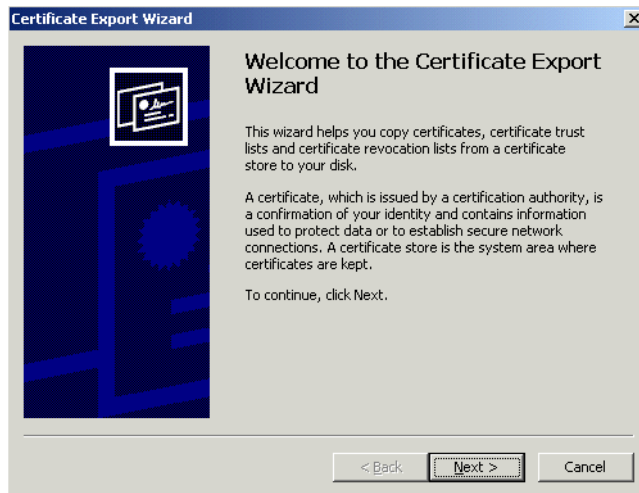 Certificate Export Wizard
Welcome to the Certificate Export
Wizard
This wizard helps you copy certificates, certificate trust
lists and certificate revocation lists from a certificate
store to your disk.
A certificate, which is issued by a certification authority, is
a confirmation of your identity and contains information
used to protect data or to establish secure network
connections. A certificate store is the system area where
certificates are kept.
To continue, click Next.
< Back Next > Cancel